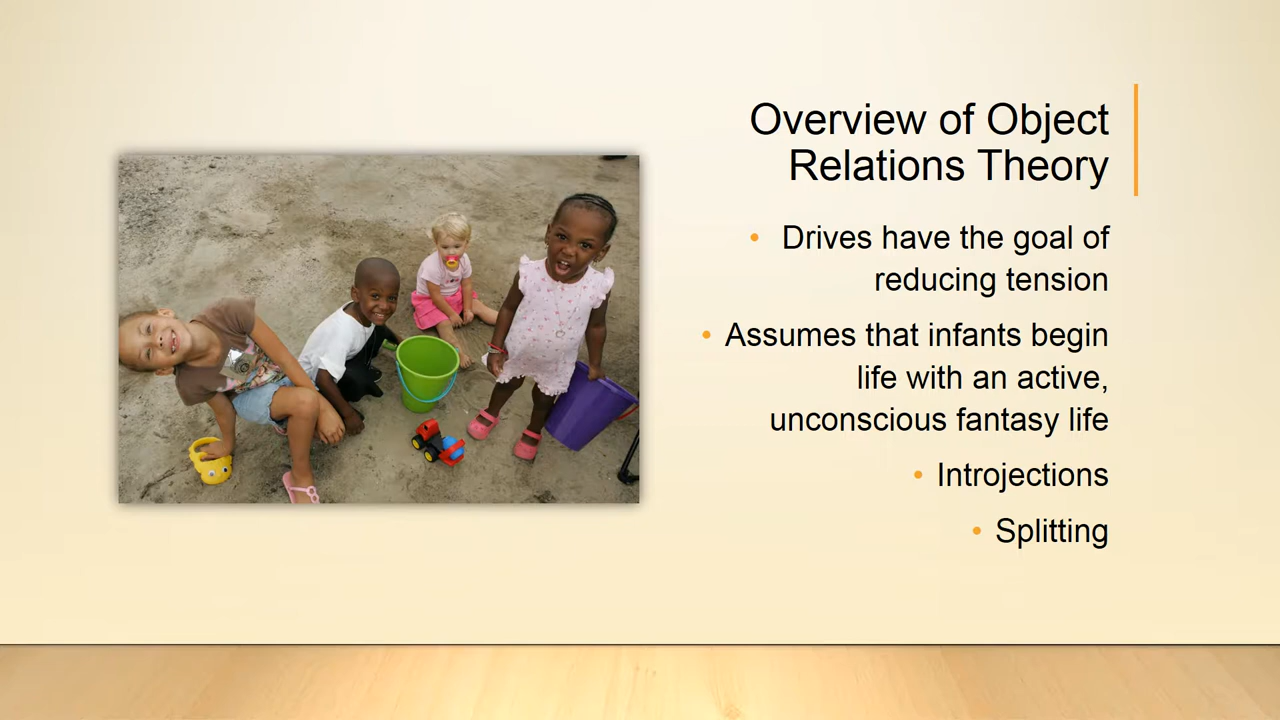 Overview of Object
Relations Theory
• Drives have the goal of
reducing tension
• Assumes that infants begin
life with an active,
unconscious fantasy life
• Introjections
• Splitting